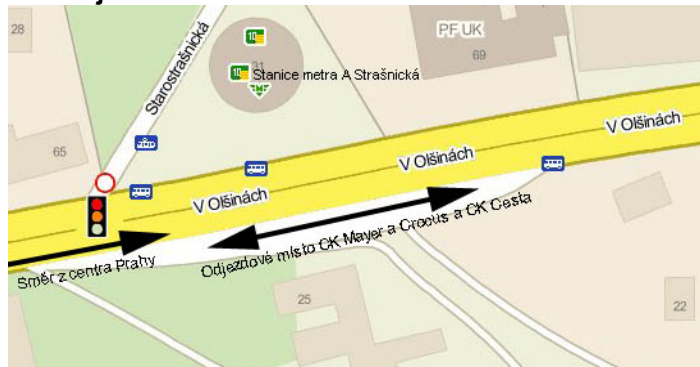 28
10
PF UK
69
31
10
Stanice metra A Strašnická
Starostrašnická
65
V Olšinách
V Olšinách
V Olšinách
Směr z centra Prahy
Odjezdové místo CK Mayer a Crocus a CK Cesta
25
22